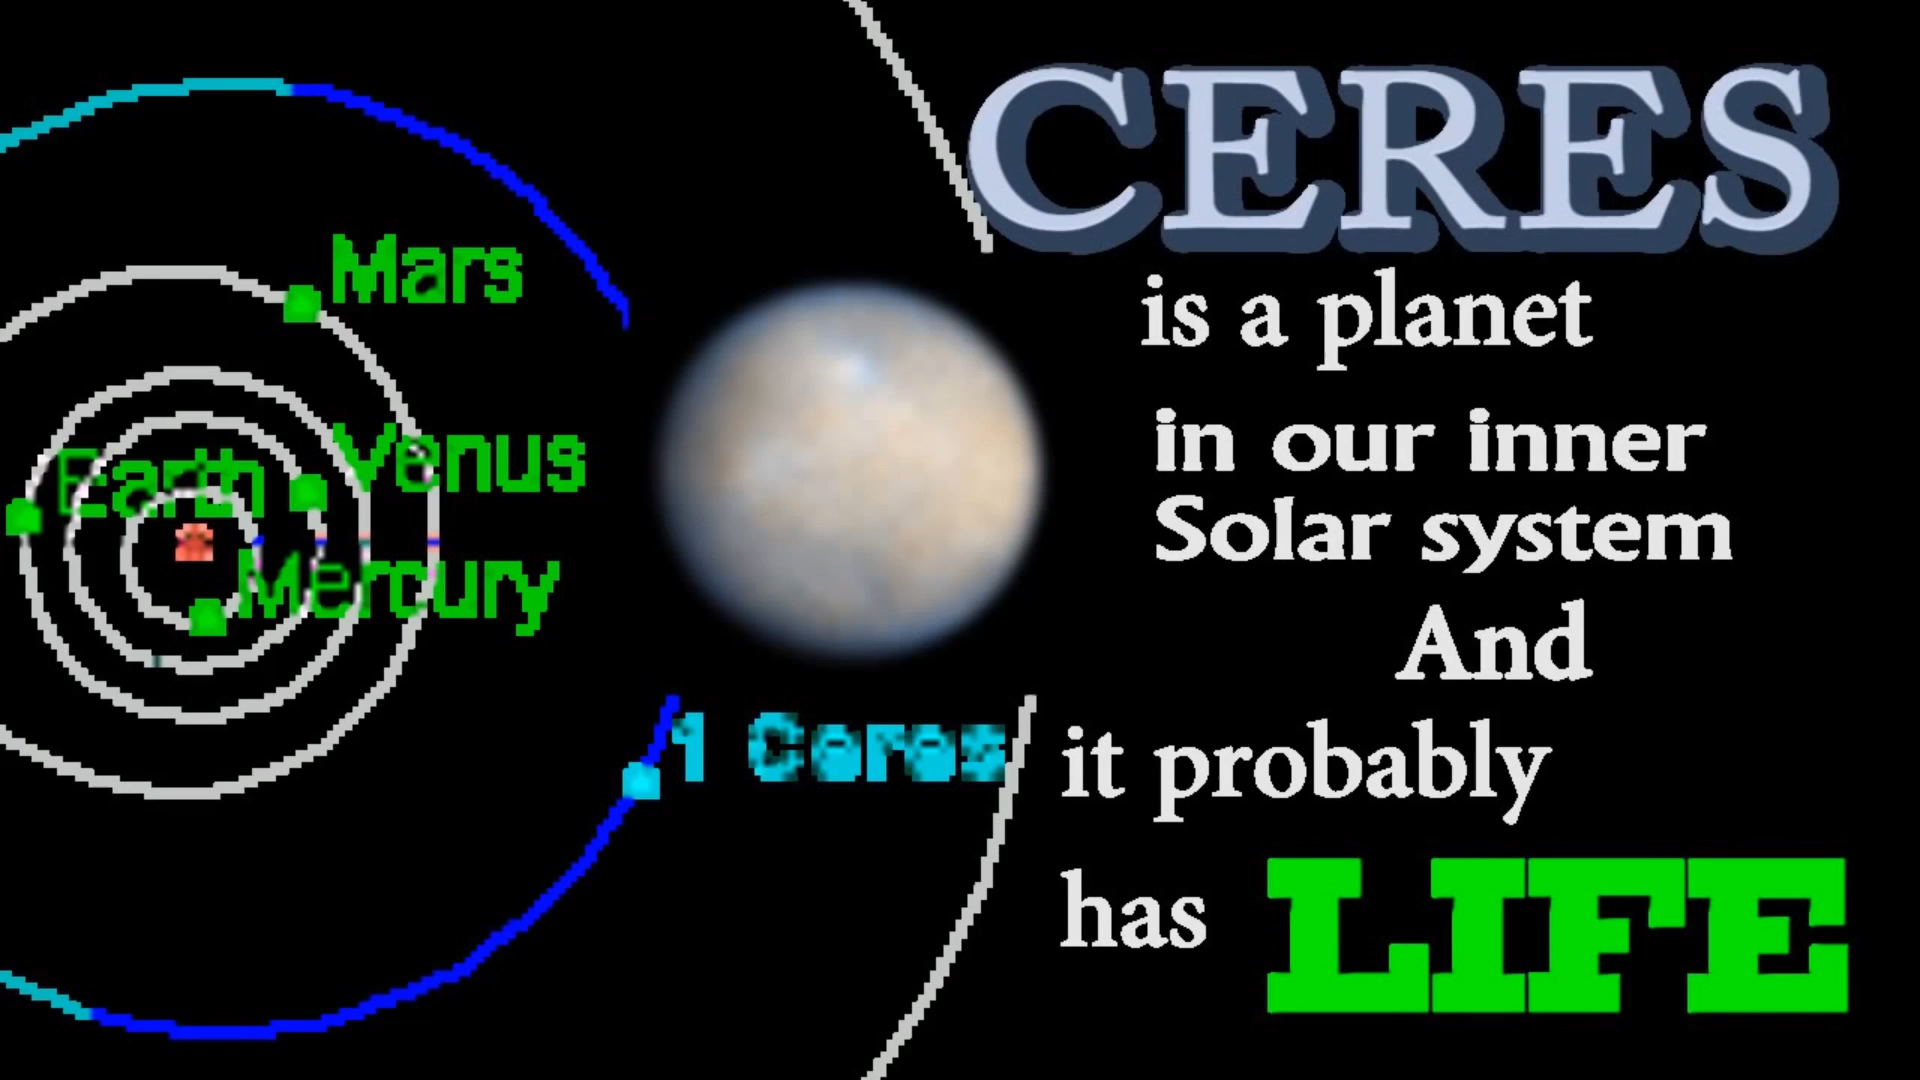 CERES
is a planet
in our inner
Solar system
And
it probably
has LIFE
Mars
Venus
Earth
Mercury
1 Ceres